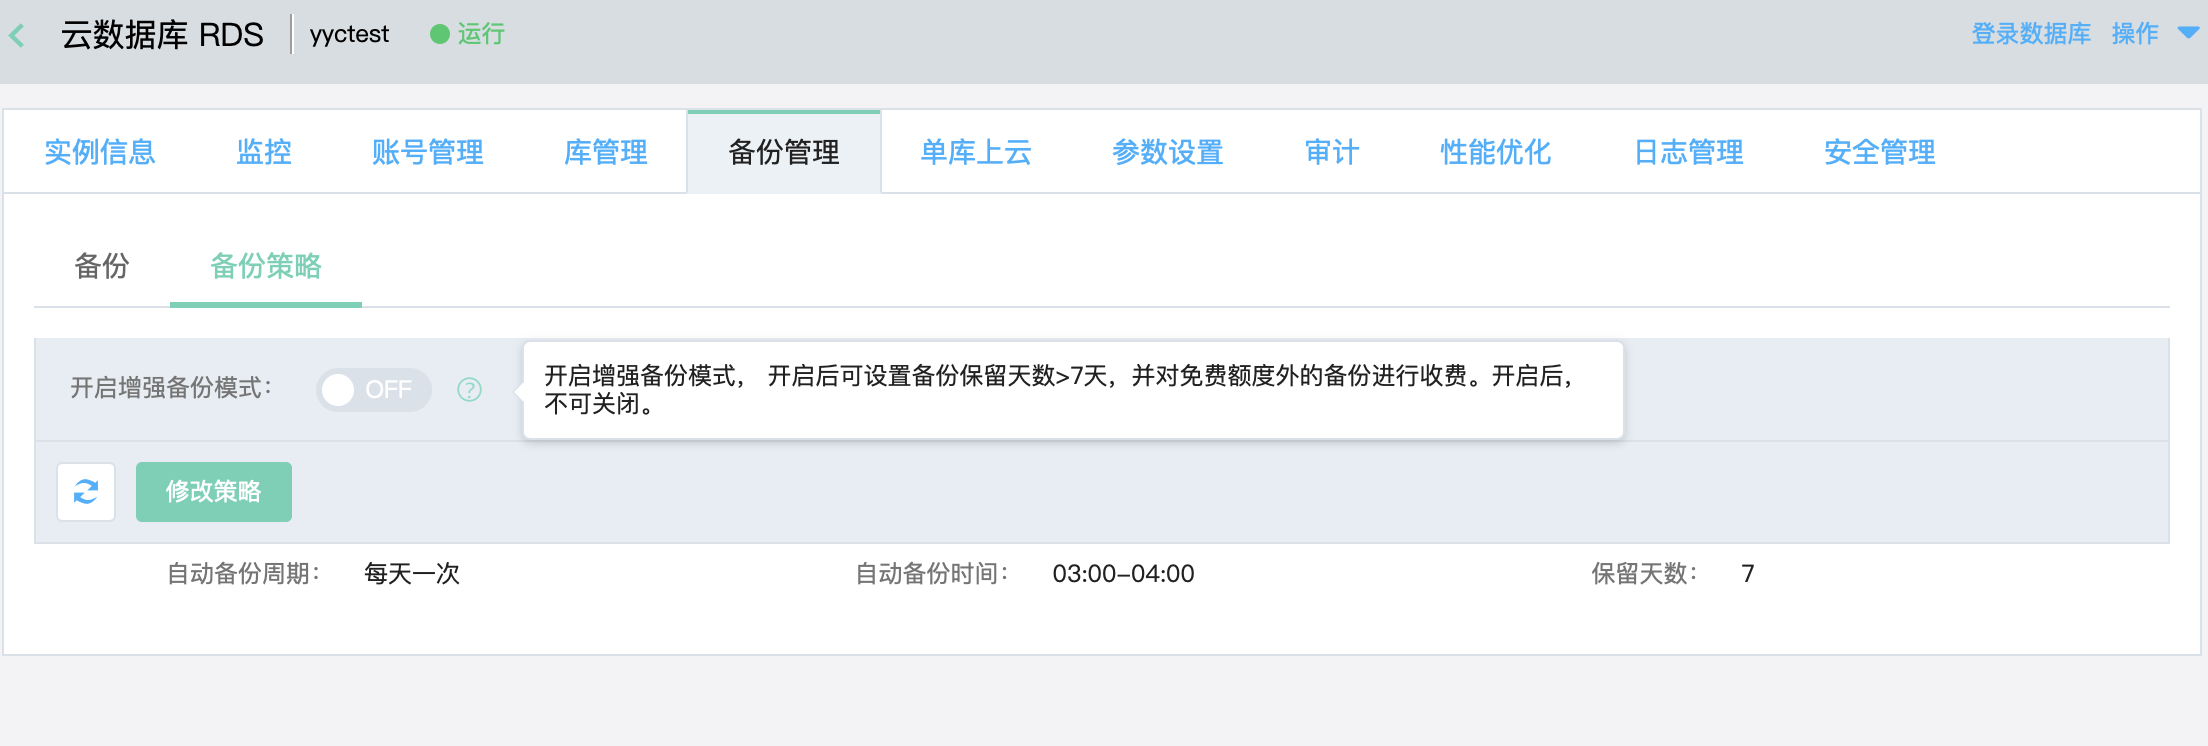 云数据库 RDS yyctest 运行 登录数据库 操作
实例信息 监控 账号管理 库管理 备份管理 单库上云 参数设置 审计 性能优化 日志管理 安全管理
备份 备份策略
开启增强备份模式： OFF ?
开启增强备份模式， 开启后可设置备份保留天数>7天，并对免费额度外的备份进行收费。开启后，
不可关闭。
修改策略
自动备份周期： 每天一次 自动备份时间： 03:00-04:00 保留天数： 7